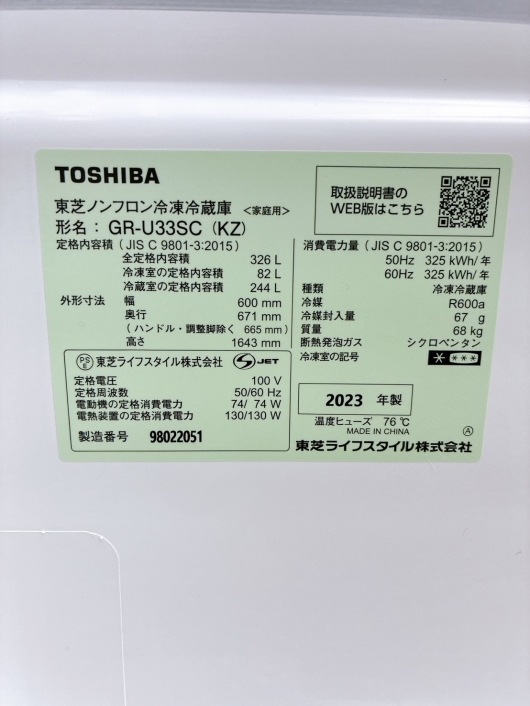 TOSHIBA
東芝ノンフロン冷凍冷蔵庫 <家庭用>
形名: GR-U33SC (KZ)
取扱説明書の
WEB版はこちら
定格内容積 (JIS C 9801-3:2015)
全定格内容積 326 L
冷凍室の定格内容積 82 L
冷蔵室の定格内容積 244 L
外形寸法 幅 600 mm
奥行 671 mm
(ハンドル・調整脚除く 665 mm)
高さ 1643 mm
消費電力量 (JIS C 9801-3:2015)
50Hz 325 kWh/年
60Hz 325 kWh/年
種類 冷凍冷蔵庫
冷媒 R600a
冷媒封入量 67 g
質量 68 kg
断熱発泡ガス シクロペンタン
冷凍室の記号
PS E 東芝ライフスタイル株式会社 S JET
定格電圧 100 V
定格周波数 50/60 Hz
電動機の定格消費電力 74/ 74 W
電熱装置の定格消費電力 130/130 W
製造番号 98022051
2023 年製
温度ヒューズ 76 ℃
MADE IN CHINA Ⓐ
東芝ライフスタイル株式会社